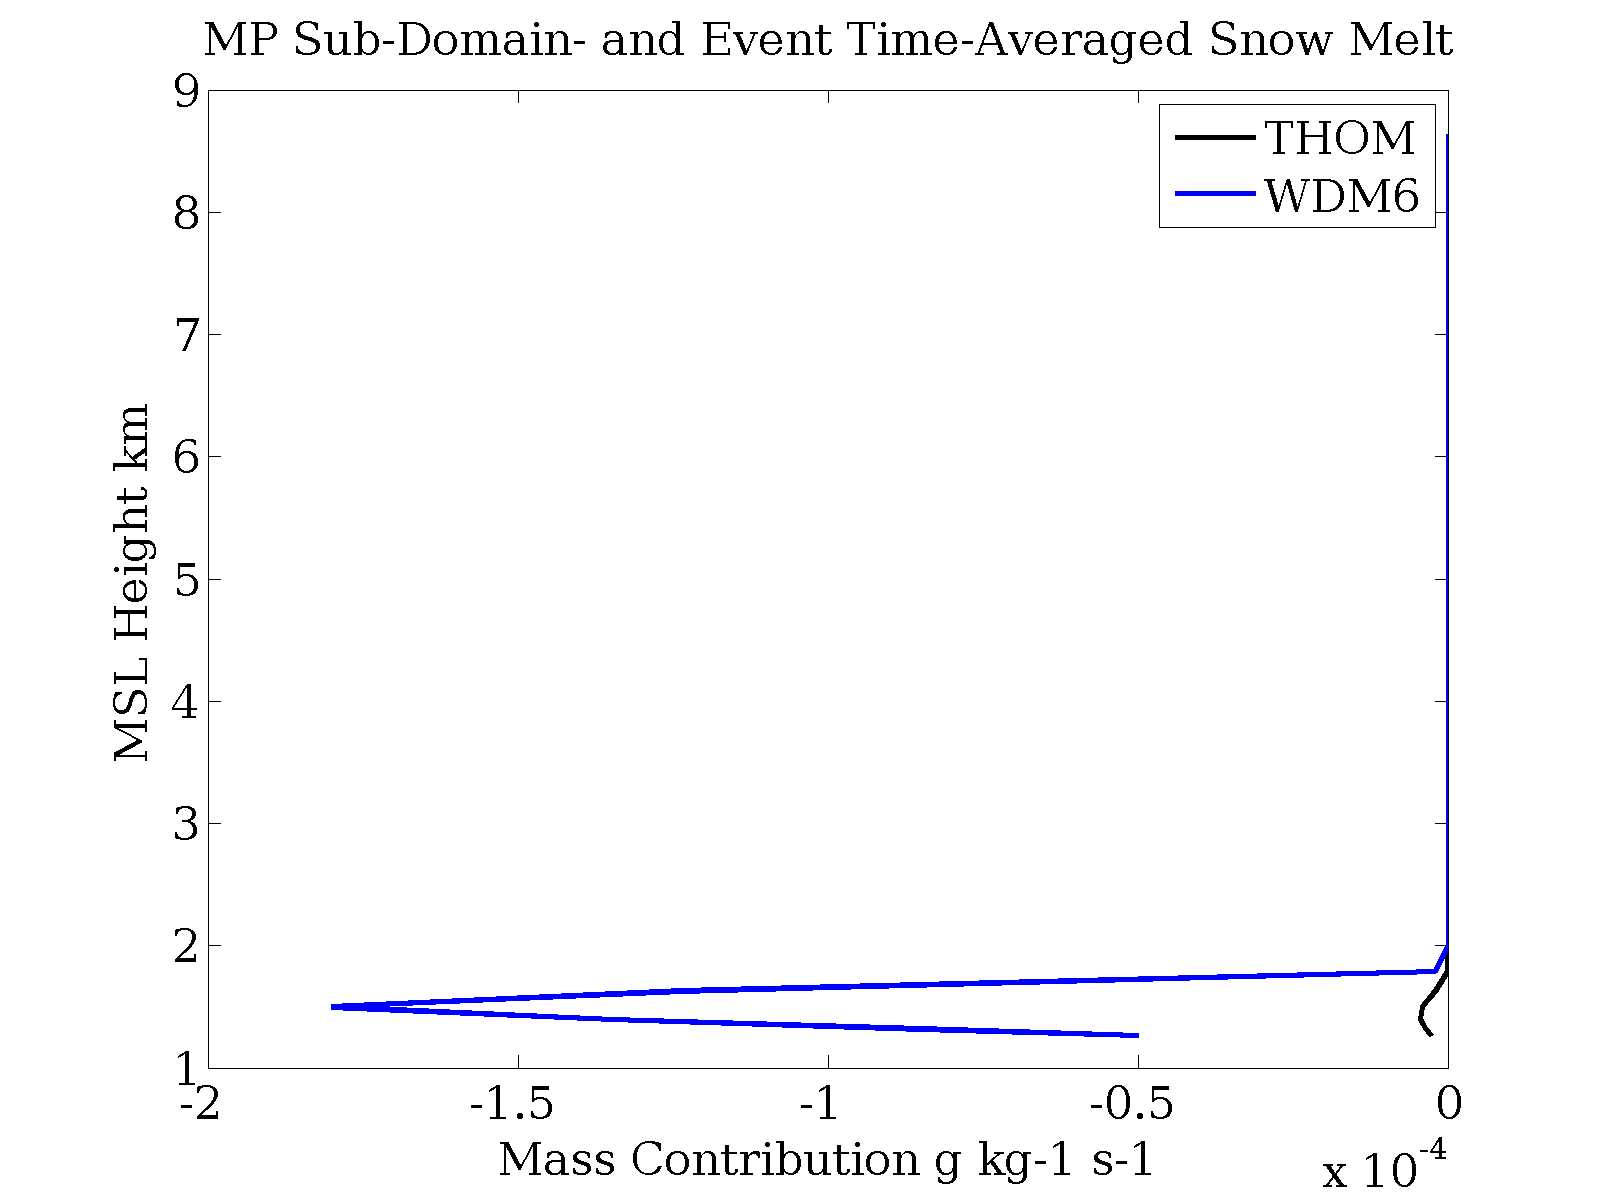 MP Sub-Domain- and Event Time-Averaged Snow Melt
THOM
WDM6
9
8
7
6
5
4
3
2
1
MSL Height km
-2 -1.5 -1 -0.5 0
Mass Contribution g kg-1 s-1
x 10-4